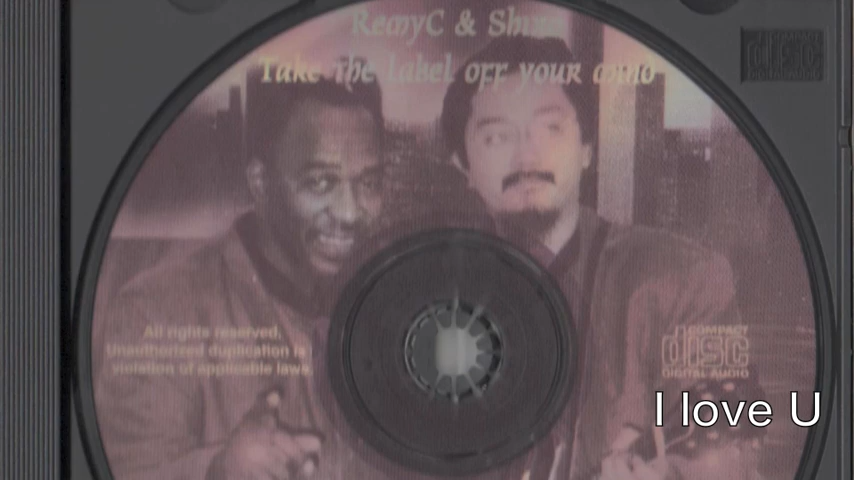 RemyC &
Take the Label off your
All rights reserved.
Unauthorized duplication is
violation of applicable laws.
COMPACT
disc
DIGITAL AUDIO
I love U